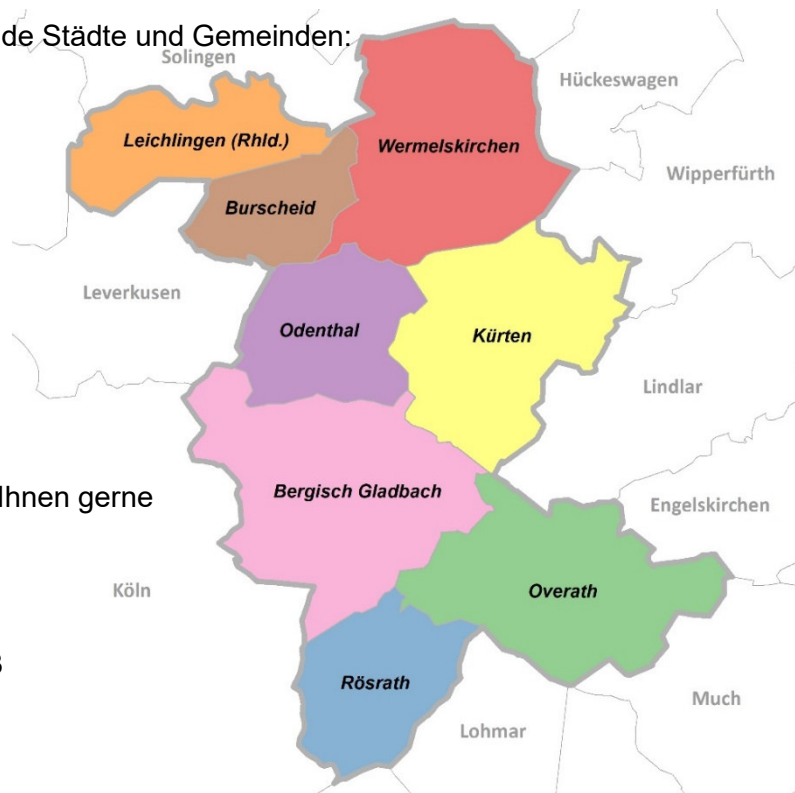 de Städte und Gemeinden:
Solingen
Hückeswagen
Leichlingen (Rhld.)
Wermelskirchen
Wipperfürth
Burscheid
Leverkusen
Odenthal
Kürten
Lindlar
Bergisch Gladbach
Ihnen gerne
Engelskirchen
Köln
Overath
Rösrath
Much
Lohmar